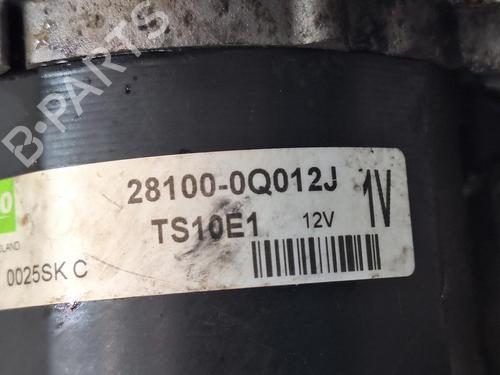 B-PARTS
28100-0Q012J
1V
TS10E1 12V
0025SK C